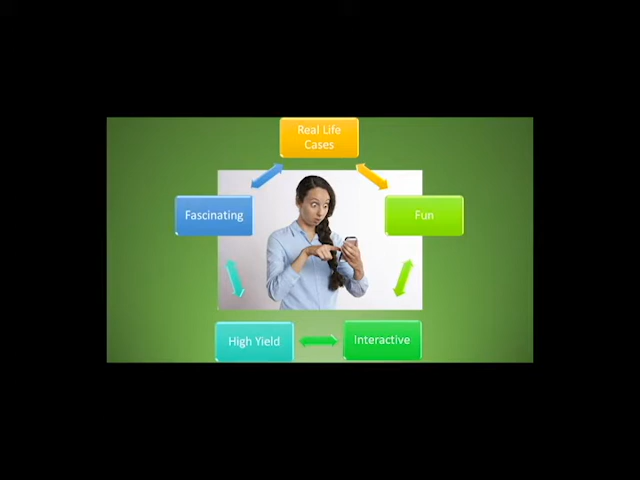 Real Life
Cases
Fascinating
Fun
High Yield
Interactive